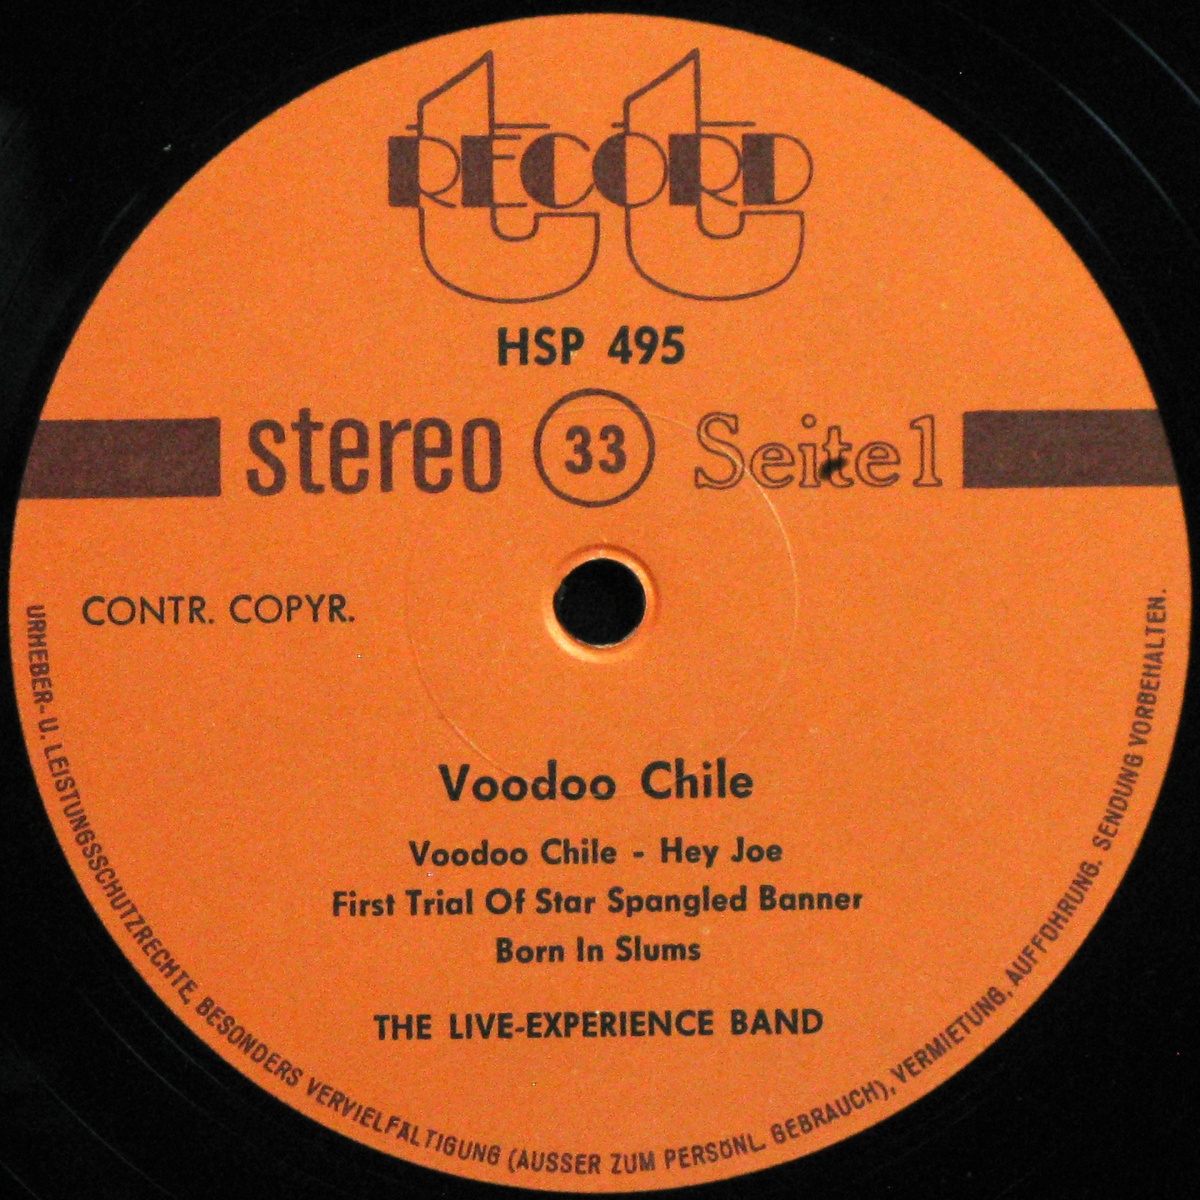 tt
RECORD
HSP 495
stereo 33 Seite 1
CONTR. COPYR.
Voodoo Chile
Voodoo Chile - Hey Joe
First Trial Of Star Spangled Banner
Born In Slums
THE LIVE-EXPERIENCE BAND
URHEBER- U. LEISTUNGSSCHUTZRECHTE, BESONDERS VERVIELFÄLTIGUNG (AUSSER ZUM PERSÖNL. GEBRAUCH), VERMIETUNG, AUFFÜHRUNG. SENDUNG VORBEHALTEN.